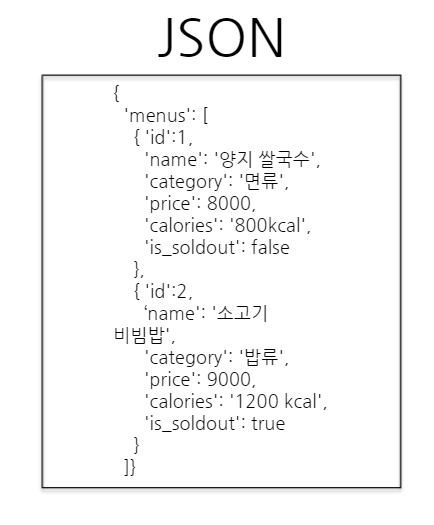 JSON
{
'menus': [
{ 'id':1,
'name': '양지 쌀국수',
'category': '면류',
'price': 8000,
'calories': '800kcal',
'is_soldout': false
},
{ 'id':2,
‘name': '소고기
비빔밥',
'category': '밥류',
'price': 9000,
'calories': '1200 kcal',
'is_soldout': true
}
]}